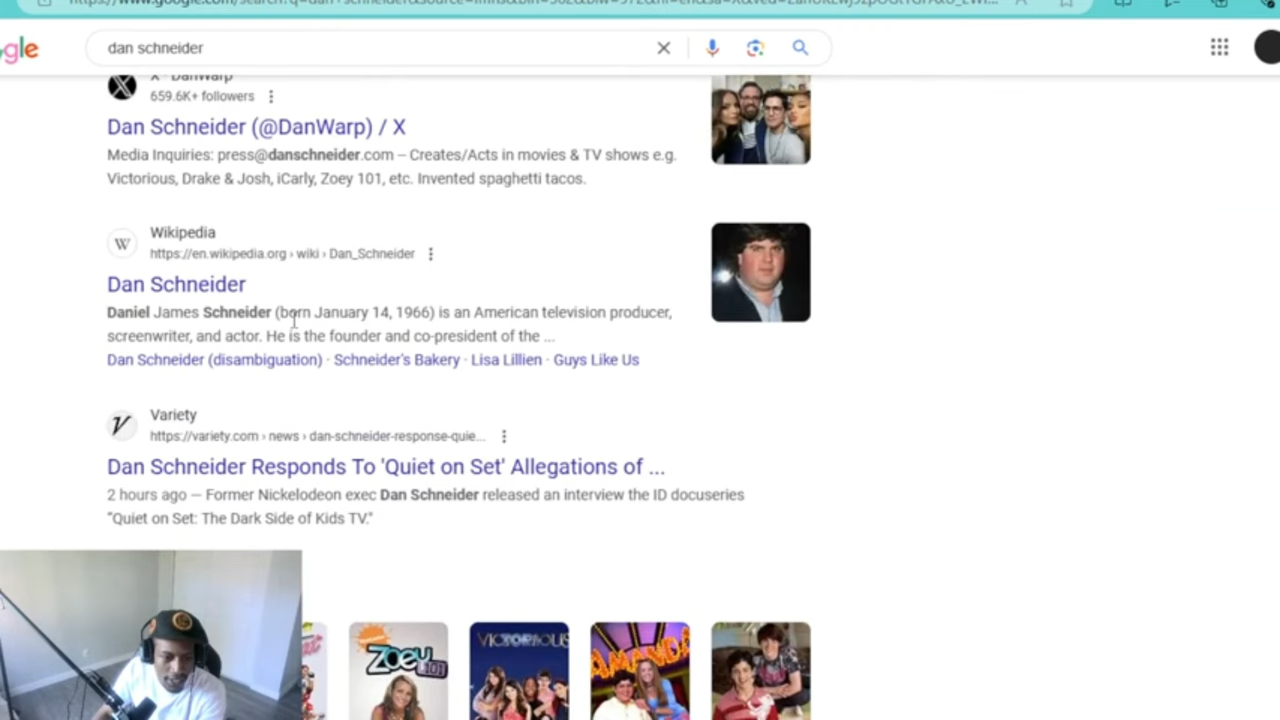 gle
dan schneider
X · DanWarp
659.6K+ followers
Dan Schneider (@DanWarp) / X
Media Inquiries: press@danschneider.com – Creates/Acts in movies & TV shows e.g.
Victorious, Drake & Josh, iCarly, Zoey 101, etc. Invented spaghetti tacos.
W
Wikipedia
https://en.wikipedia.org › wiki › Dan_Schneider
Dan Schneider
Daniel James Schneider (born January 14, 1966) is an American television producer,
screenwriter, and actor. He is the founder and co-president of the ...
Dan Schneider (disambiguation) · Schneider's Bakery · Lisa Lillien · Guys Like Us
V
Variety
https://variety.com › news › dan-schneider-response-quie...
Dan Schneider Responds To 'Quiet on Set' Allegations of ...
2 hours ago — Former Nickelodeon exec Dan Schneider released an interview the ID docuseries
"Quiet on Set: The Dark Side of Kids TV."
Zoey 101
VICTORIOUS
AMANDA